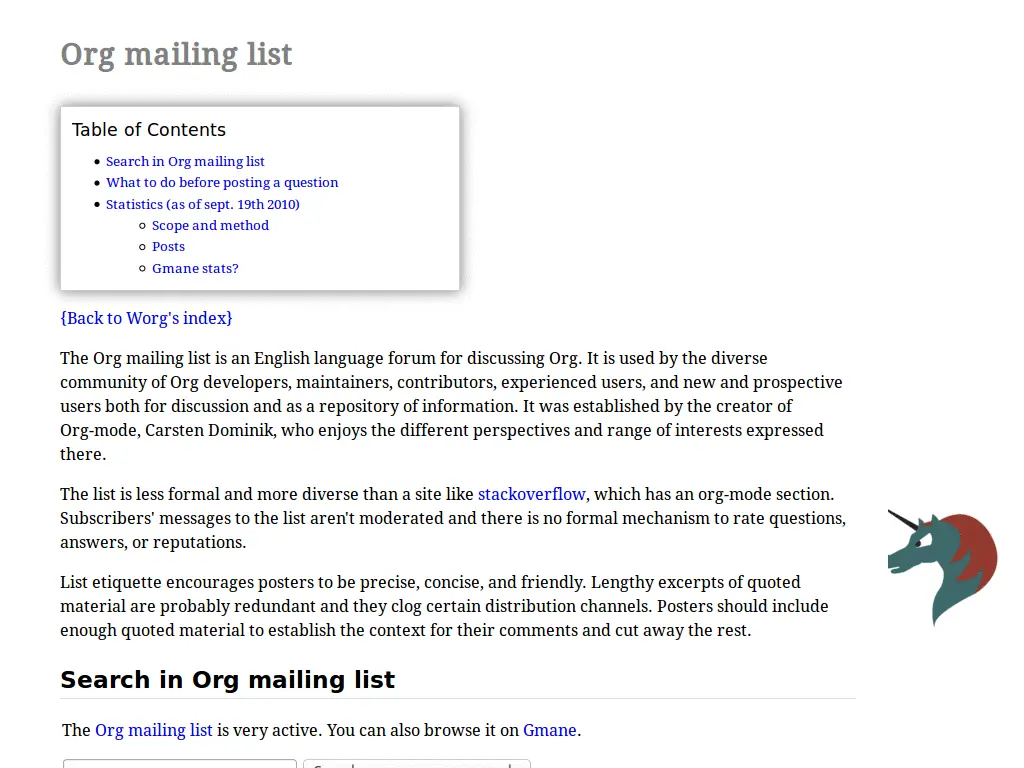 Org mailing list
Table of Contents
Search in Org mailing list
What to do before posting a question
Statistics (as of sept. 19th 2010)
Scope and method
Posts
Gmane stats?
{Back to Worg's index}
The Org mailing list is an English language forum for discussing Org. It is used by the diverse
community of Org developers, maintainers, contributors, experienced users, and new and prospective
users both for discussion and as a repository of information. It was established by the creator of
Org-mode, Carsten Dominik, who enjoys the different perspectives and range of interests expressed
there.
The list is less formal and more diverse than a site like stackoverflow, which has an org-mode section.
Subscribers' messages to the list aren't moderated and there is no formal mechanism to rate questions,
answers, or reputations.
List etiquette encourages posters to be precise, concise, and friendly. Lengthy excerpts of quoted
material are probably redundant and they clog certain distribution channels. Posters should include
enough quoted material to establish the context for their comments and cut away the rest.
Search in Org mailing list
The Org mailing list is very active. You can also browse it on Gmane.